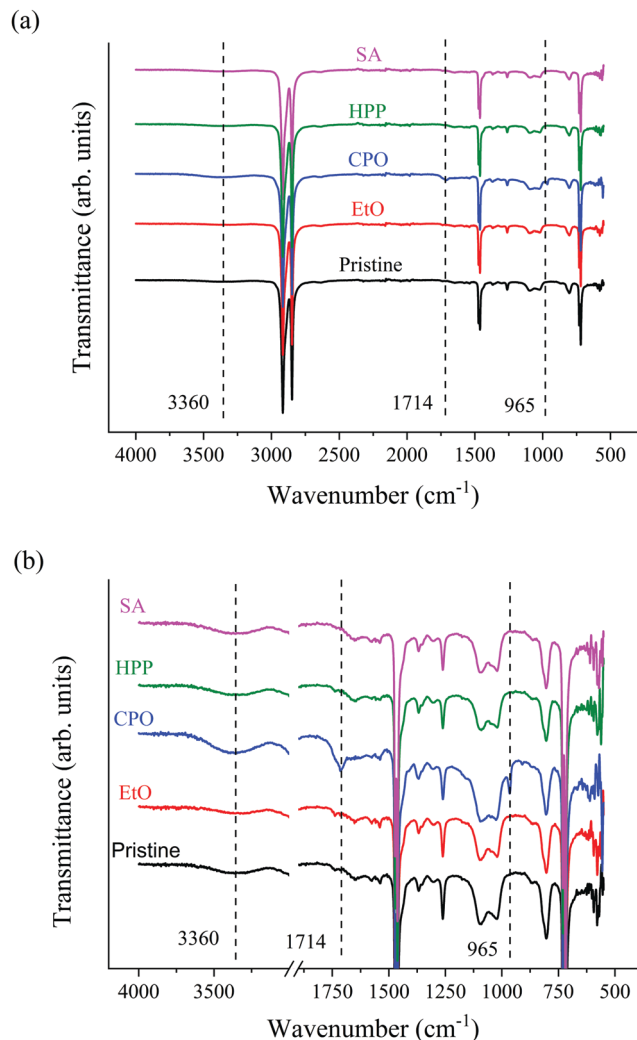 (a)
Transmittance (arb. units)
SA
HPP
CPO
EtO
Pristine
3360
1714
965
4000 3500 3000 2500 2000 1500 1000 500
Wavenumber (cm⁻¹)
(b)
Transmittance (arb. units)
SA
HPP
CPO
EtO
Pristine
3360
1714
965
4000 3500 1750 1500 1250 1000 750 500
Wavenumber (cm⁻¹)